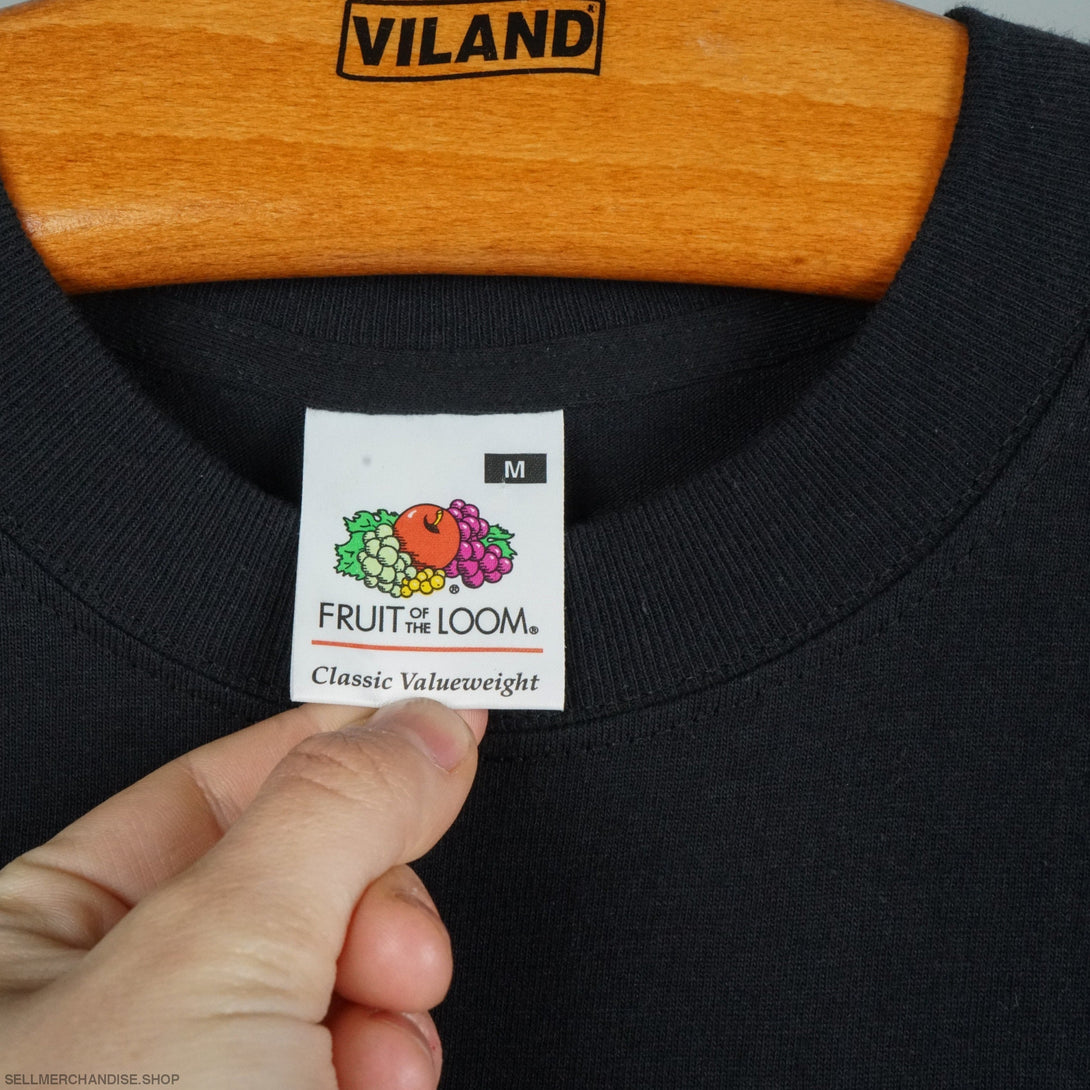 VILAND®
M
®
FRUIT OF THE LOOM®
Classic Valueweight
SELLMERCHANDISE.SHOP